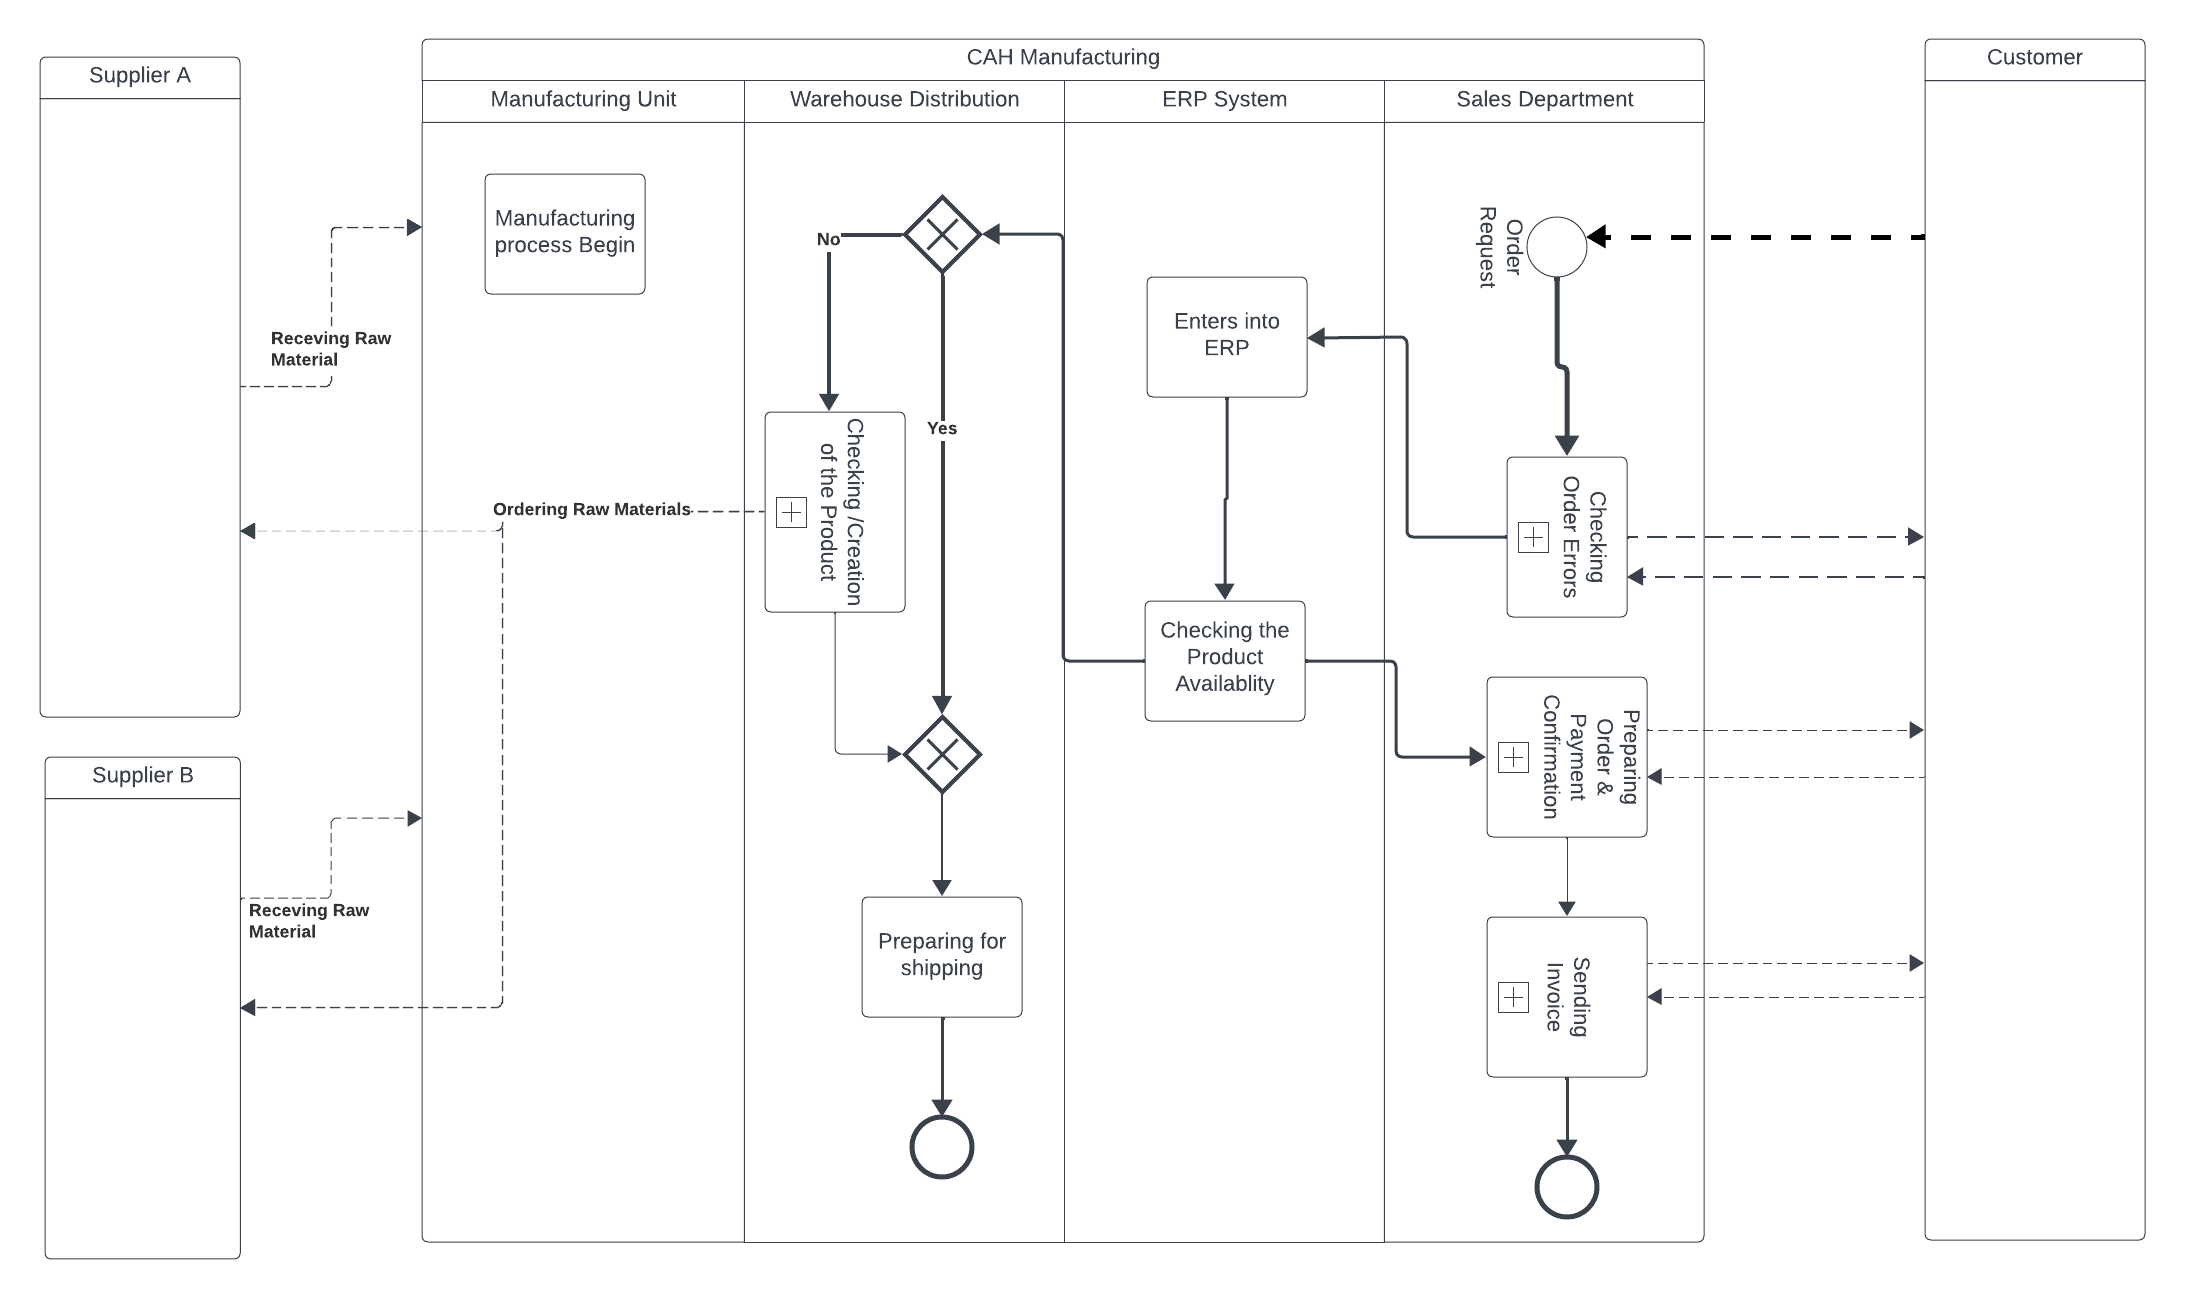 CAH Manufacturing
Supplier A
Customer
Manufacturing Unit
Warehouse Distribution
ERP System
Sales Department
Manufacturing
process Begin
No
Order
Request
Enters into
ERP
Receving Raw
Material
Yes
Checking /Creation
of the Product
Ordering Raw Materials
Checking
Order Errors
Checking the
Product
Availablity
Preparing
Order &
Payment
Confirmation
Supplier B
Receving Raw
Material
Preparing for
shipping
Sending
Invoice